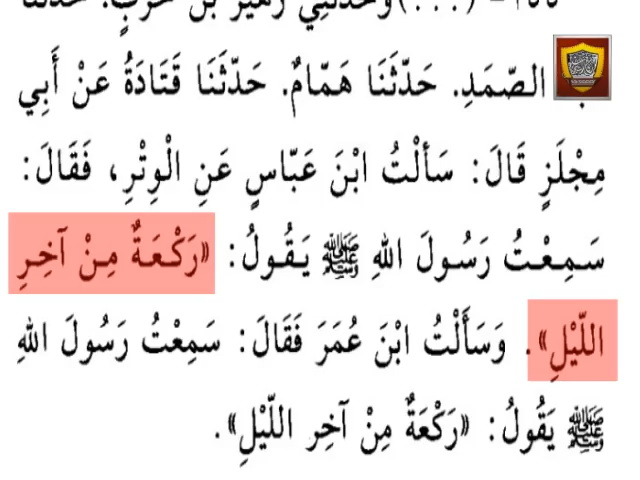 (...) وَحَدَّثَنِي زُهَيْرُ بْنُ حَرْبٍ. حَدَّثَنَا
الصَّمَدِ. حَدَّثَنَا هَمَّامٌ. حَدَّثَنَا قَتَادَةُ عَنْ أَبِي
مِجْلَزٍ قَالَ: سَأَلْتُ ابْنَ عَبَّاسٍ عَنِ الْوِتْرِ، فَقَالَ:
سَمِعْتُ رَسُولَ اللهِ ﷺ يَقُولُ: «رَكْعَةٌ مِنْ آخِرِ
اللَّيْلِ». وَسَأَلْتُ ابْنَ عُمَرَ فَقَالَ: سَمِعْتُ رَسُولَ اللهِ
ﷺ يَقُولُ: «رَكْعَةٌ مِنْ آخِرِ اللَّيْلِ».